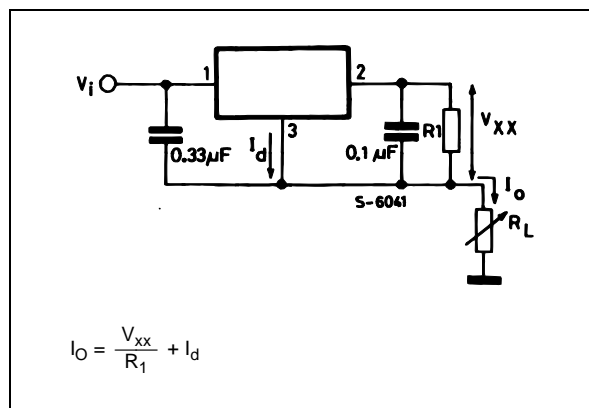 1
2
Vi
VXX
3
Id
R1
0.33µF
0.1µF
Io
S-6041
RL
IO = Vxx / R1 + Id